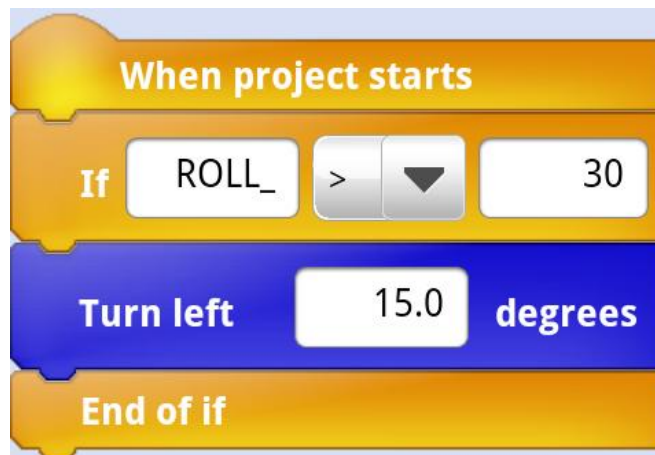 When project starts
If ROLL_ > 30
Turn left 15.0 degrees
End of if